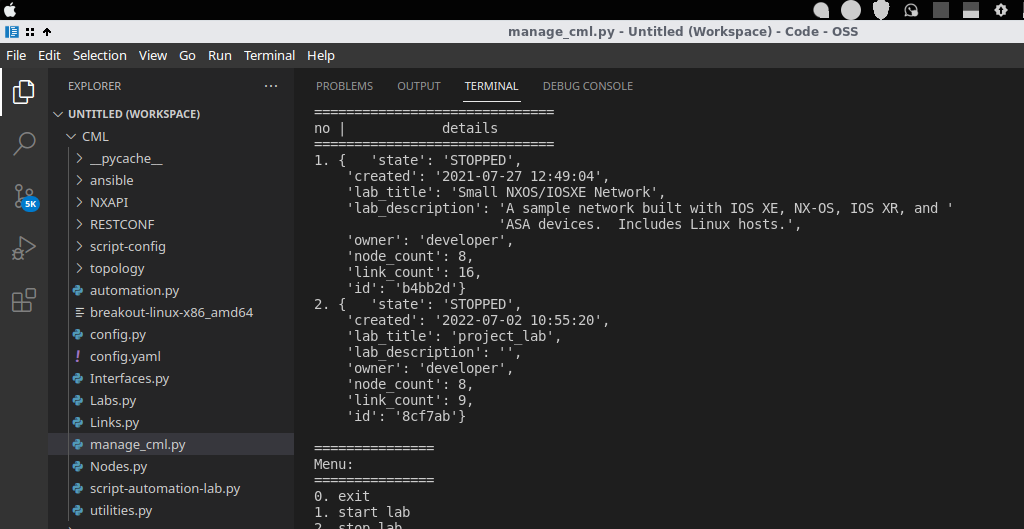 manage_cml.py - Untitled (Workspace) - Code - OSS
File Edit Selection View Go Run Terminal Help
EXPLORER ...
UNTITLED (WORKSPACE)
CML
__pycache__
ansible
NXAPI
RESTCONF
script-config
topology
automation.py
breakout-linux-x86_amd64
config.py
! config.yaml
Interfaces.py
Labs.py
Links.py
manage_cml.py
Nodes.py
script-automation-lab.py
utilities.py
5K
PROBLEMS OUTPUT TERMINAL DEBUG CONSOLE
==============================
no |            details
==============================
1. {   'state': 'STOPPED',
    'created': '2021-07-27 12:49:04',
    'lab_title': 'Small NXOS/IOSXE Network',
    'lab_description': 'A sample network built with IOS XE, NX-OS, IOS XR, and '
                       'ASA devices.  Includes Linux hosts.',
    'owner': 'developer',
    'node_count': 8,
    'link_count': 16,
    'id': 'b4bb2d'}
2. {   'state': 'STOPPED',
    'created': '2022-07-02 10:55:20',
    'lab_title': 'project_lab',
    'lab_description': '',
    'owner': 'developer',
    'node_count': 8,
    'link_count': 9,
    'id': '8cf7ab'}
===============
Menu:
===============
0. exit
1. start lab
2. stop lab